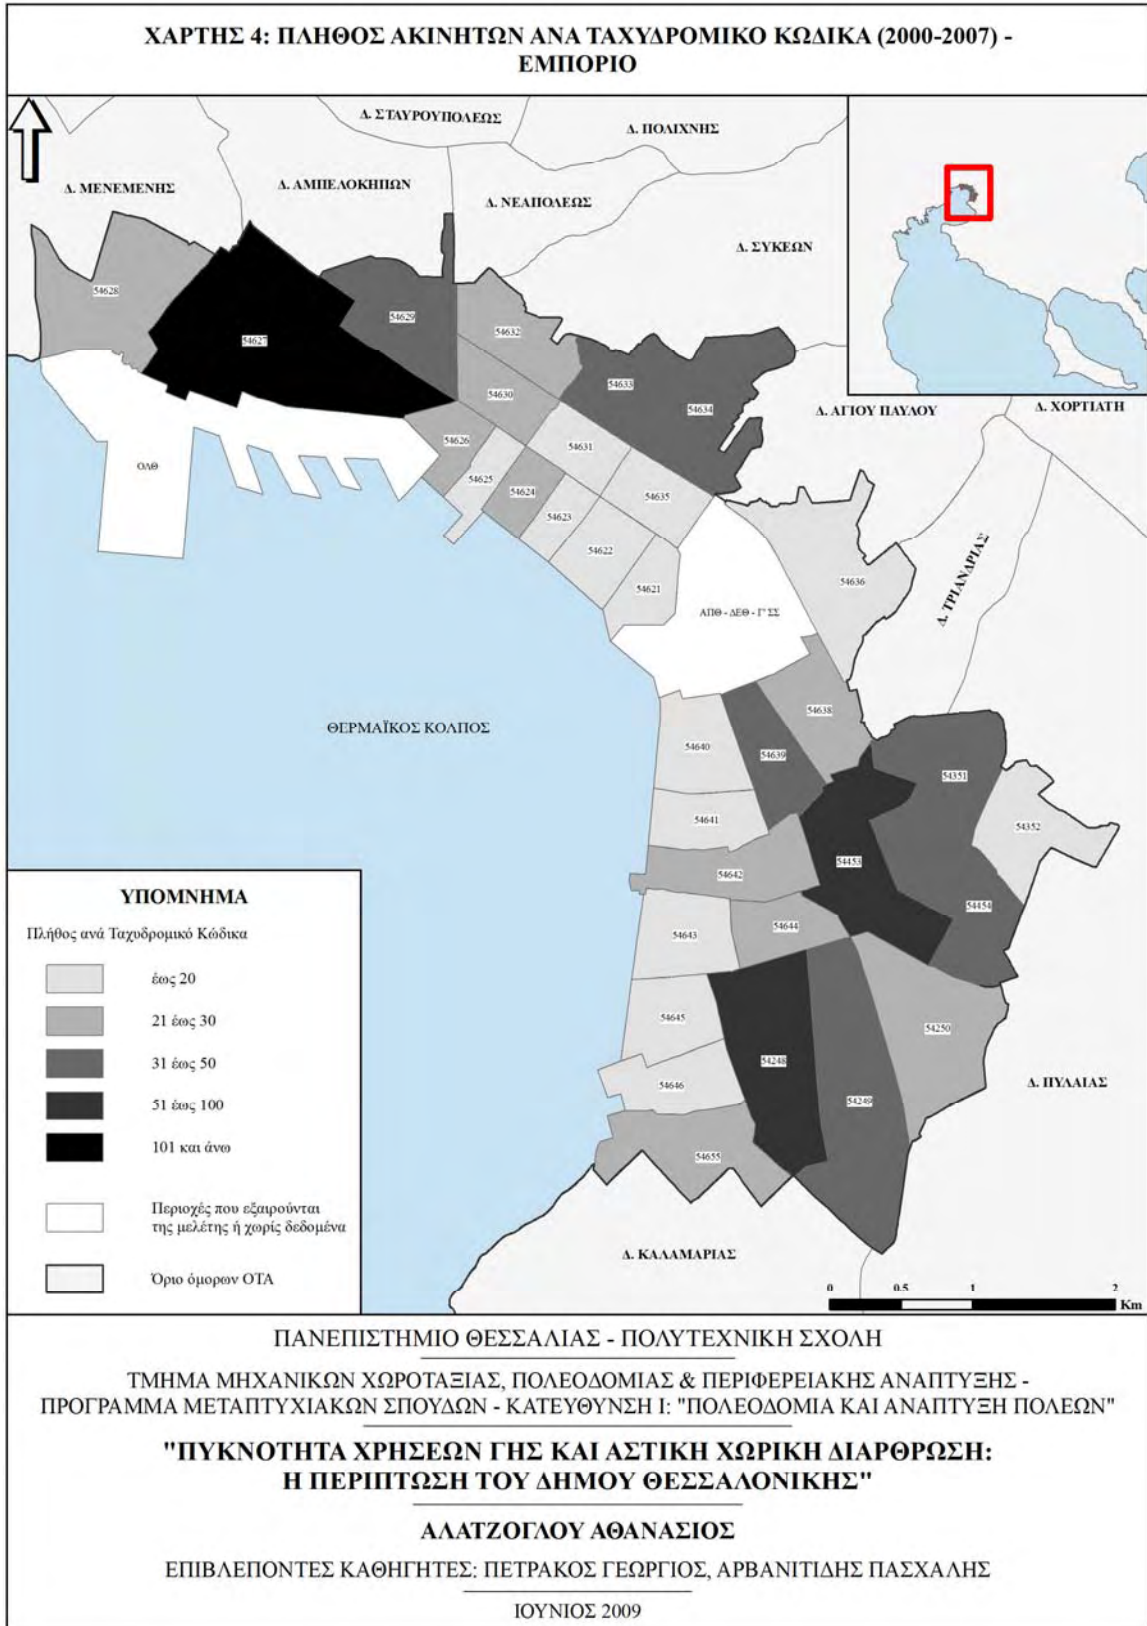 ΧΑΡΤΗΣ 4: ΠΛΗΘΟΣ ΑΚΙΝΗΤΩΝ ΑΝΑ ΤΑΧΥΔΡΟΜΙΚΟ ΚΩΔΙΚΑ (2000-2007) -
ΕΜΠΟΡΙΟ
Δ. ΣΤΑΥΡΟΥΠΟΛΕΩΣ
Δ. ΠΟΛΙΧΝΗΣ
Δ. ΜΕΝΕΜΕΝΗΣ
Δ. ΑΜΠΕΛΟΚΗΠΩΝ
Δ. ΝΕΑΠΟΛΕΩΣ
Δ. ΣΥΚΕΩΝ
54628
54629
54632
54627
54633
54630
54634
Δ. ΑΓΙΟΥ ΠΑΥΛΟΥ
Δ. ΧΟΡΤΙΑΤΗ
54626
54631
ΟΛΘ
54625
54624
54635
54623
54622
54621
54636
Δ. ΤΡΙΑΝΔΡΙΑΣ
ΑΠΘ - ΔΕΘ - Γ' ΣΣ
ΘΕΡΜΑΪΚΟΣ ΚΟΛΠΟΣ
54638
54640
54639
54351
54641
54352
54453
54642
54454
54644
54643
54645
54250
54248
54646
Δ. ΠΥΛΑΙΑΣ
54249
54655
Δ. ΚΑΛΑΜΑΡΙΑΣ
ΥΠΟΜΝΗΜΑ
Πλήθος ανά Ταχυδρομικό Κώδικα
έως 20
21 έως 30
31 έως 50
51 έως 100
101 και άνω
Περιοχές που εξαιρούνται
της μελέτης ή χωρίς δεδομένα
Όριο όμορων ΟΤΑ
0 0.5 1 2
Km
ΠΑΝΕΠΙΣΤΗΜΙΟ ΘΕΣΣΑΛΙΑΣ - ΠΟΛΥΤΕΧΝΙΚΗ ΣΧΟΛΗ
ΤΜΗΜΑ ΜΗΧΑΝΙΚΩΝ ΧΩΡΟΤΑΞΙΑΣ, ΠΟΛΕΟΔΟΜΙΑΣ & ΠΕΡΙΦΕΡΕΙΑΚΗΣ ΑΝΑΠΤΥΞΗΣ -
ΠΡΟΓΡΑΜΜΑ ΜΕΤΑΠΤΥΧΙΑΚΩΝ ΣΠΟΥΔΩΝ - ΚΑΤΕΥΘΥΝΣΗ Ι: "ΠΟΛΕΟΔΟΜΙΑ ΚΑΙ ΑΝΑΠΤΥΞΗ ΠΟΛΕΩΝ"
"ΠΥΚΝΟΤΗΤΑ ΧΡΗΣΕΩΝ ΓΗΣ ΚΑΙ ΑΣΤΙΚΗ ΧΩΡΙΚΗ ΔΙΑΡΘΡΩΣΗ:
Η ΠΕΡΙΠΤΩΣΗ ΤΟΥ ΔΗΜΟΥ ΘΕΣΣΑΛΟΝΙΚΗΣ"
ΑΛΑΤΖΟΓΛΟΥ ΑΘΑΝΑΣΙΟΣ
ΕΠΙΒΛΕΠΟΝΤΕΣ ΚΑΘΗΓΗΤΕΣ: ΠΕΤΡΑΚΟΣ ΓΕΩΡΓΙΟΣ, ΑΡΒΑΝΙΤΙΔΗΣ ΠΑΣΧΑΛΗΣ
ΙΟΥΝΙΟΣ 2009